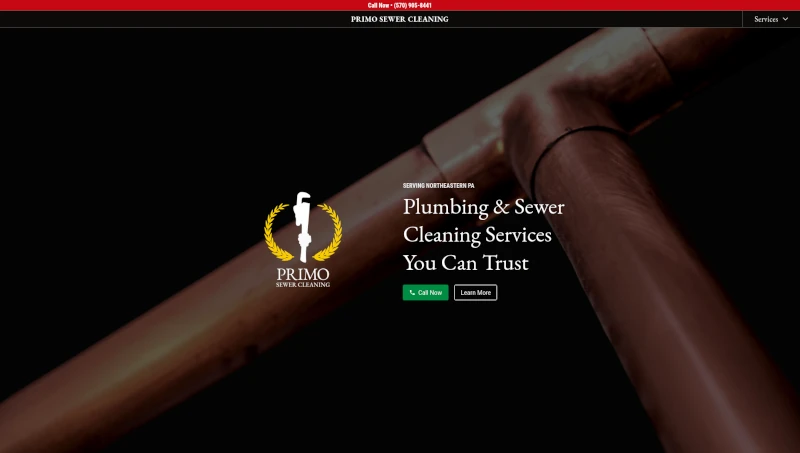 Call Now • (570) 905-8441
PRIMO SEWER CLEANING
Services
SERVING NORTHEASTERN PA
Plumbing & Sewer
Cleaning Services
You Can Trust
PRIMO
SEWER CLEANING
Call Now
Learn More